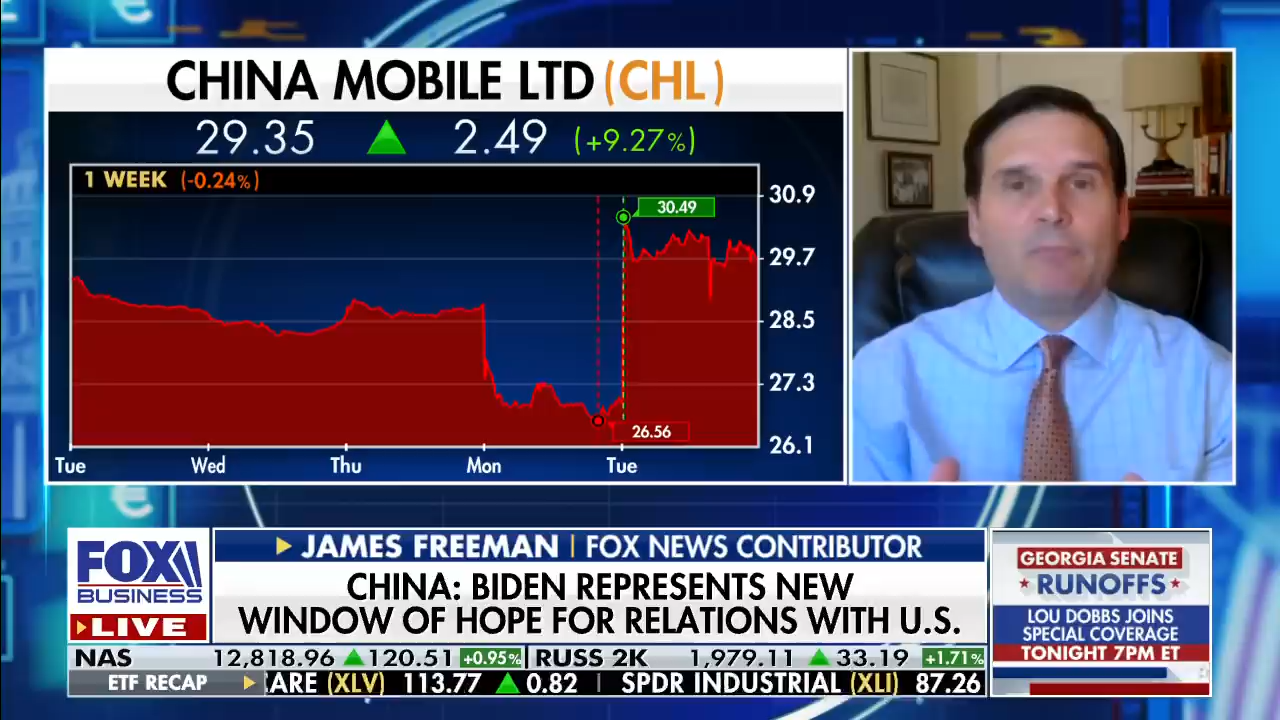 CHINA MOBILE LTD (CHL)
29.35 ▲ 2.49 (+9.27%)
1 WEEK (-0.24%)
30.9
30.49
29.7
28.5
27.3
26.56
26.1
Tue Wed Thu Mon Tue
FOX
BUSINESS
LIVE
JAMES FREEMAN | FOX NEWS CONTRIBUTOR
CHINA: BIDEN REPRESENTS NEW
WINDOW OF HOPE FOR RELATIONS WITH U.S.
GEORGIA SENATE
RUNOFFS
LOU DOBBS JOINS
SPECIAL COVERAGE
TONIGHT 7PM ET
NAS 12,818.96 ▲ 120.51 +0.95% RUSS 2K 1,979.11 ▲ 33.19 +1.71%
ETF RECAP ARE (XLV) 113.77 ▲ 0.82 | SPDR INDUSTRIAL (XLI) 87.26